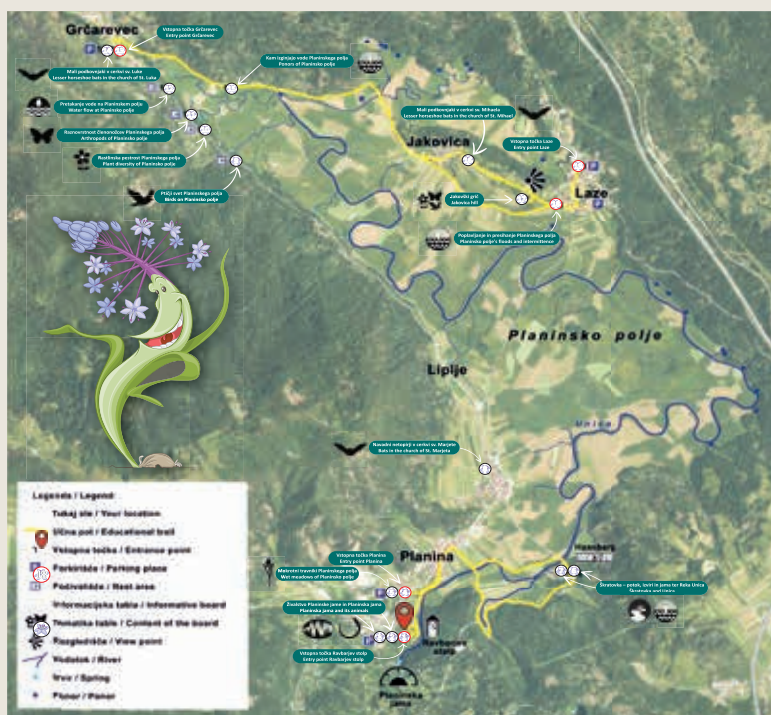 Grčarevec
Vstopna točka Grčarevec
Entry point Grčarevec
Mali podkovnjaki v cerkvi sv. Luke
Lesser horseshoe bats in the church of St. Luka
Kam izginjajo vode Planinskega polja
Ponors of Planinsko polje
Pretakanje vode na Planinskem polju
Water flow at Planinsko polje
Raznovrstnost členonožcev Planinskega polja
Arthropods of Planinsko polje
Rastlinska pestrost Planinskega polja
Plant diversity of Planinsko polje
Ptičji svet Planinskega polja
Birds on Planinsko polje
Mali podkovnjaki v cerkvi sv. Mihaela
Lesser horseshoe bats in the church of St. Mihael
Jakovica
Vstopna točka Laze
Entry point Laze
Laze
Jakoviški grič
Jakovica hill
Poplavljanje in presihanje Planinskega polja
Planinsko polje's floods and intermittence
Planinsko polje
Liplje
Unica
Navadni netopirji v cerkvi sv. Marjete
Bats in the church of St. Marjeta
Legenda / Legend:
Tukaj ste / Your location
Učna pot / Educational trail
Vstopna točka / Entrance point
Parkirišče / Parking place
Počivališče / Rest area
Informacijska tabla / Informative board
Tematika table / Content of the board
Razgledišče / View point
Vodotok / River
Izvir / Spring
Ponor / Ponor
Planina
Vstopna točka Planina
Entry point Planina
Mokrotni travniki Planinskega polja
Wet meadows of Planinsko polje
Živalstvo Planinske jame in Planinska jama
Planinska jama and its animals
Vstopna točka Ravbarjev stolp
Entry point Ravbarjev stolp
Ravbarjev
stolp
Planinska
jama
Hasberg
Škratovka – potok, izviri in jama ter Reka Unica
Škratovka and Unica